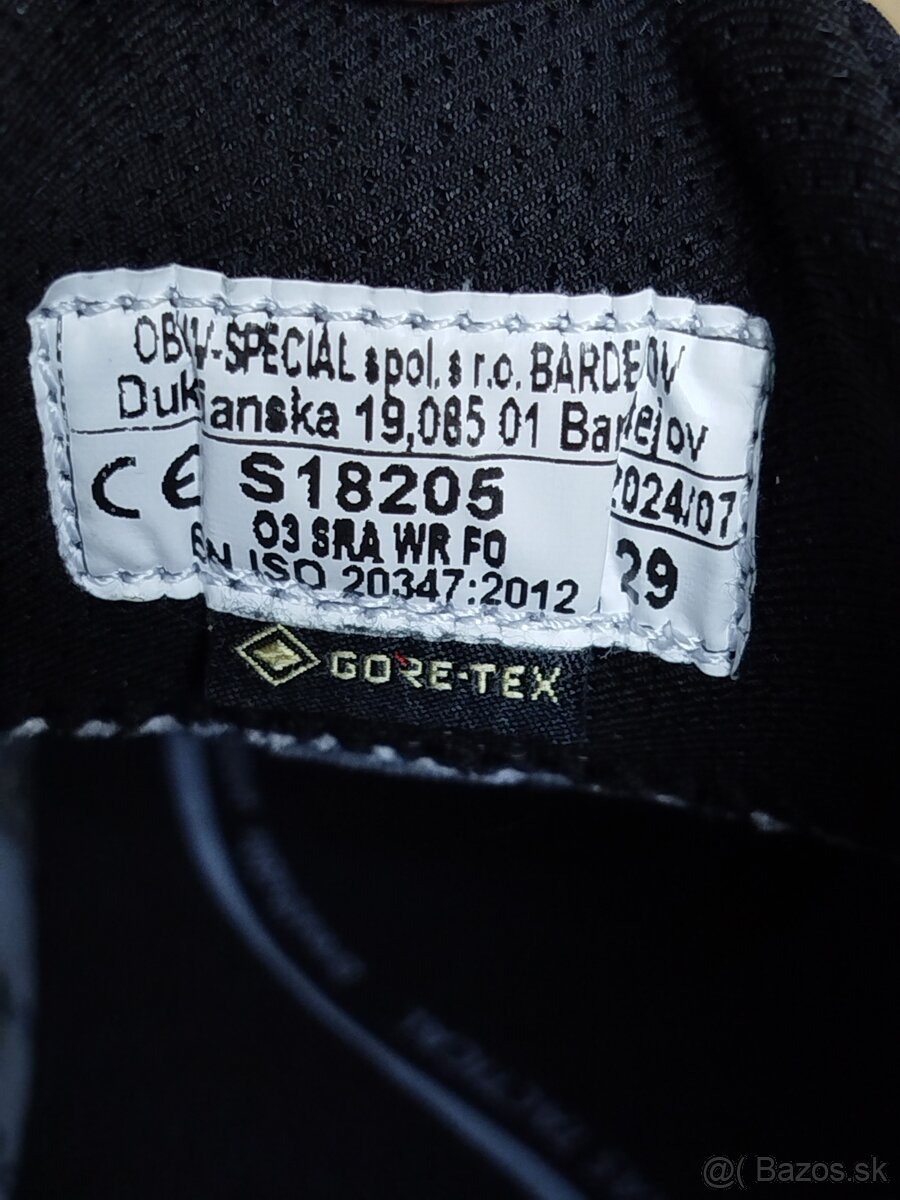 OBUV-SPECIAL spol. s r.o. BARDEJOV
Dukianska 19,085 01 Bardejov
CE S18205 2024/07
O3 SRA WR FO
EN ISO 20347:2012 29
GORE-TEX
@( Bazos.sk